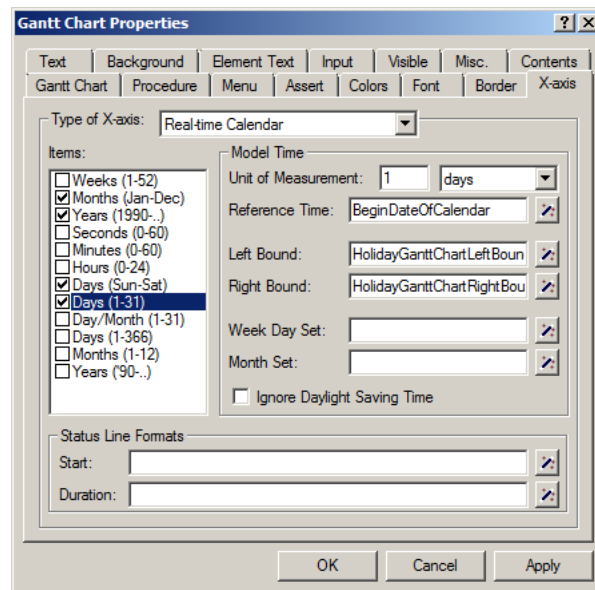 Gantt Chart Properties
Text Background Element Text Input Visible Misc. Contents
Gantt Chart Procedure Menu Assert Colors Font Border X-axis
Type of X-axis: Real-time Calendar
Items:
Weeks (1-52)
Months (Jan-Dec)
Years (1990-..)
Seconds (0-60)
Minutes (0-60)
Hours (0-24)
Days (Sun-Sat)
Days (1-31)
Day/Month (1-31)
Days (1-366)
Months (1-12)
Years ('90-..)
Model Time
Unit of Measurement: 1 days
Reference Time: BeginDateOfCalendar
Left Bound: HolidayGanttChartLeftBoun
Right Bound: HolidayGanttChartRightBou
Week Day Set:
Month Set:
Ignore Daylight Saving Time
Status Line Formats
Start:
Duration:
OK Cancel Apply